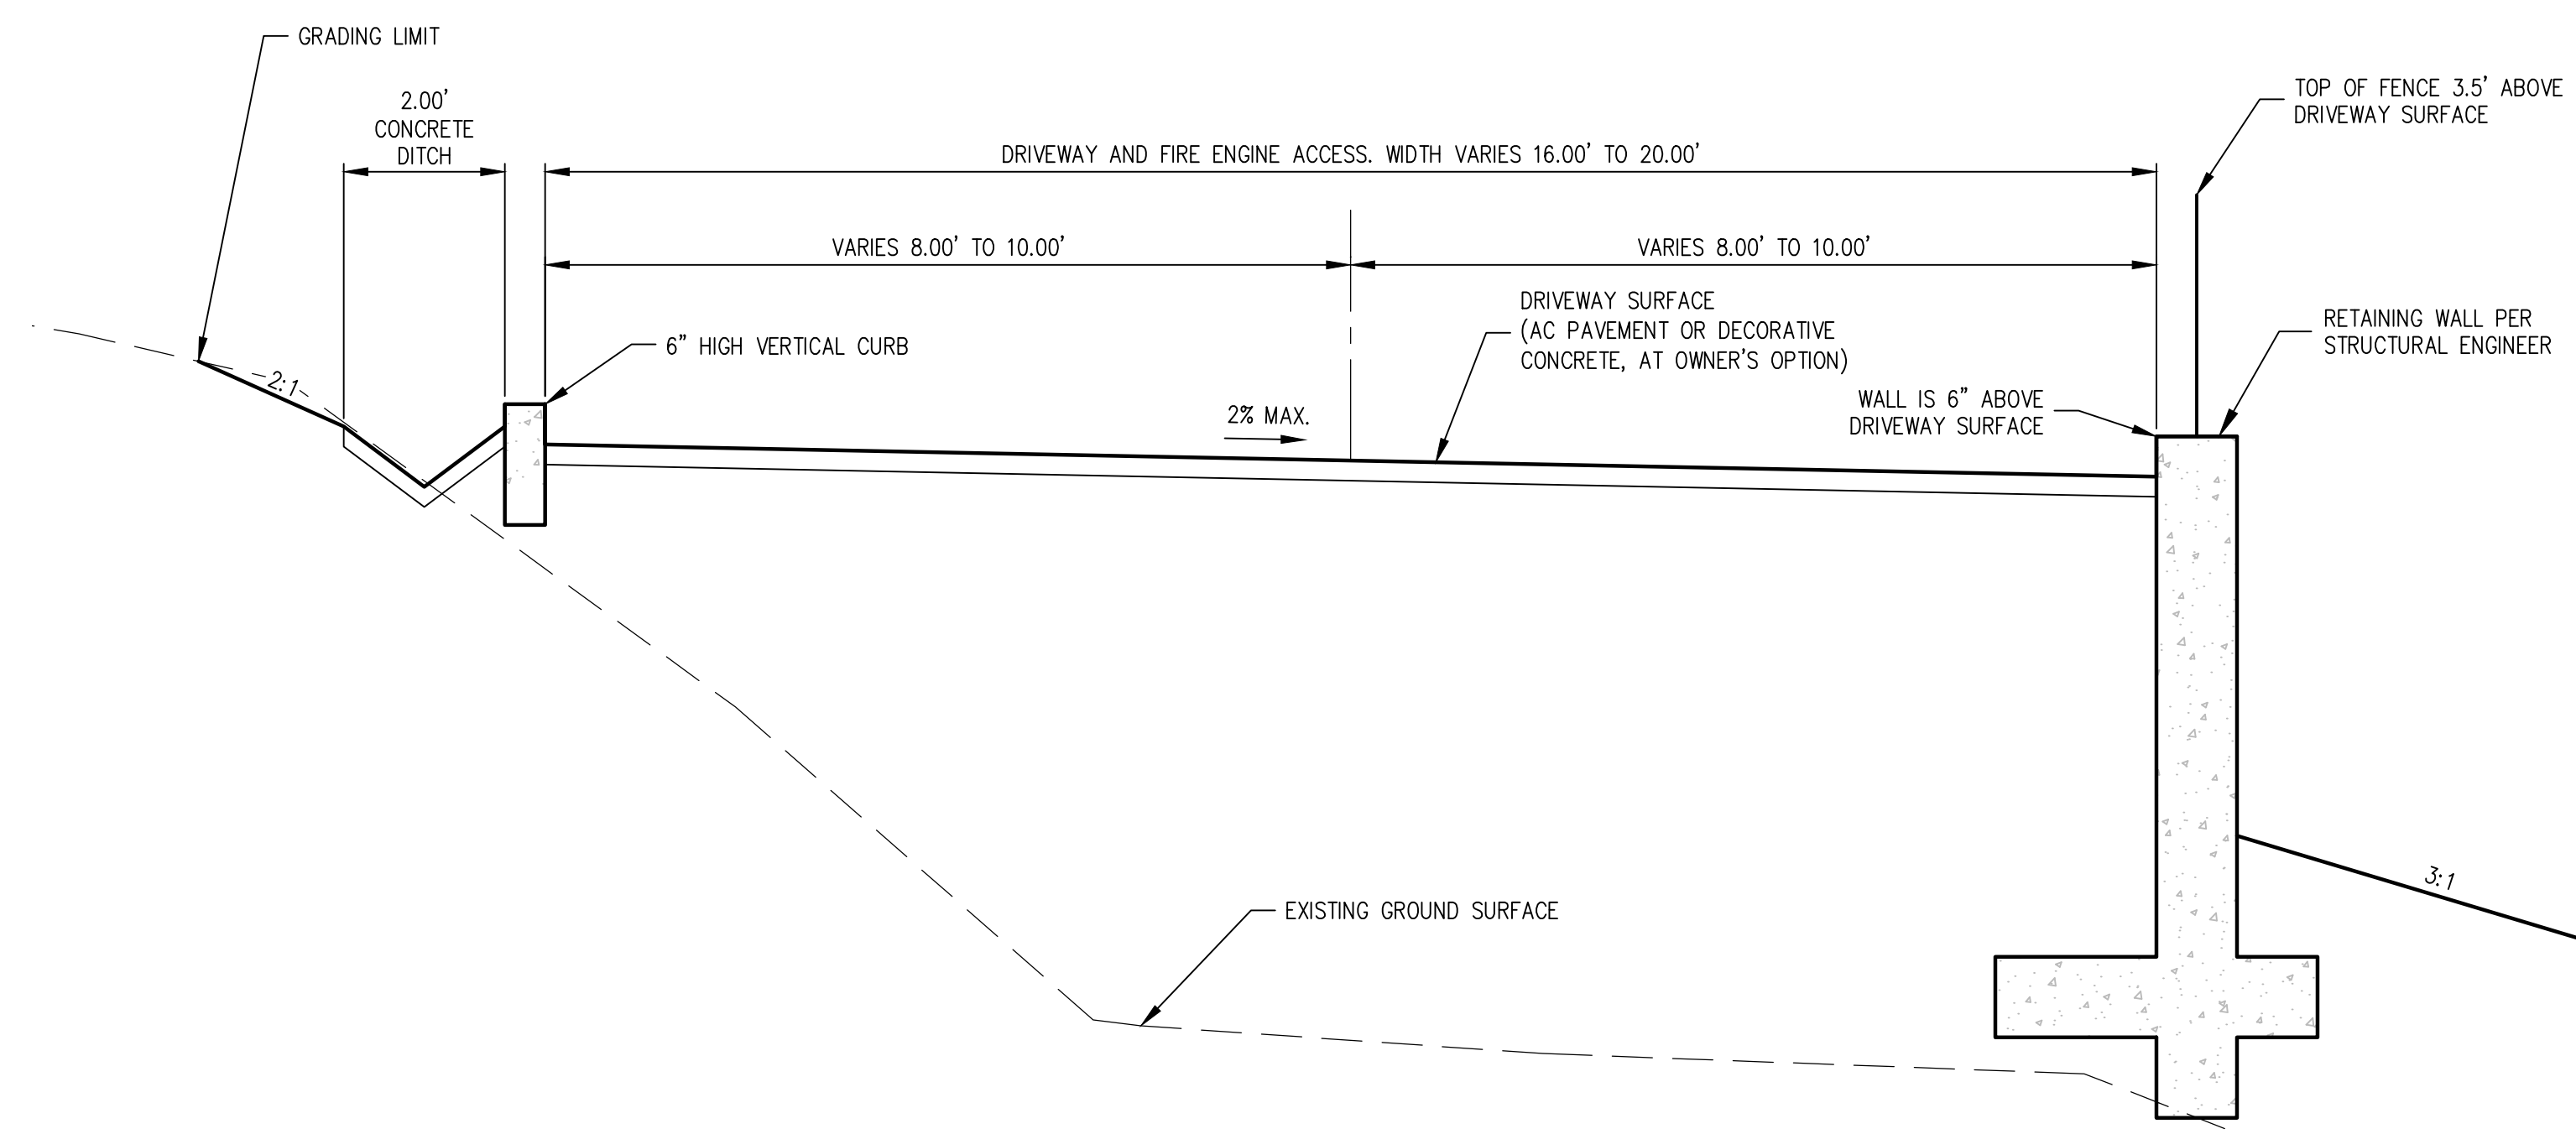 GRADING LIMIT
2.00'
CONCRETE
DITCH
DRIVEWAY AND FIRE ENGINE ACCESS. WIDTH VARIES 16.00' TO 20.00'
TOP OF FENCE 3.5' ABOVE
DRIVEWAY SURFACE
VARIES 8.00' TO 10.00'
VARIES 8.00' TO 10.00'
DRIVEWAY SURFACE
(AC PAVEMENT OR DECORATIVE
CONCRETE, AT OWNER'S OPTION)
RETAINING WALL PER
STRUCTURAL ENGINEER
6" HIGH VERTICAL CURB
2:1
2% MAX.
WALL IS 6" ABOVE
DRIVEWAY SURFACE
3:1
EXISTING GROUND SURFACE